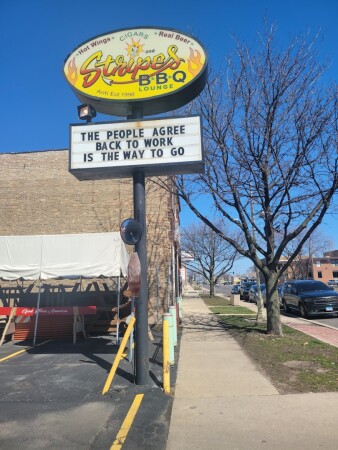 CIGARS
Hot Wings and Real Beer
Stripes
BBQ
LOUNGE
THE PEOPLE AGREE
BACK TO WORK
IS THE WAY TO GO